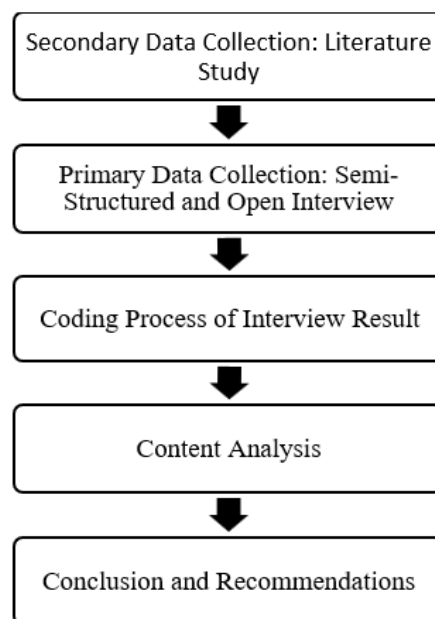 Secondary Data Collection: Literature
Study
Primary Data Collection: Semi-
Structured and Open Interview
Coding Process of Interview Result
Content Analysis
Conclusion and Recommendations